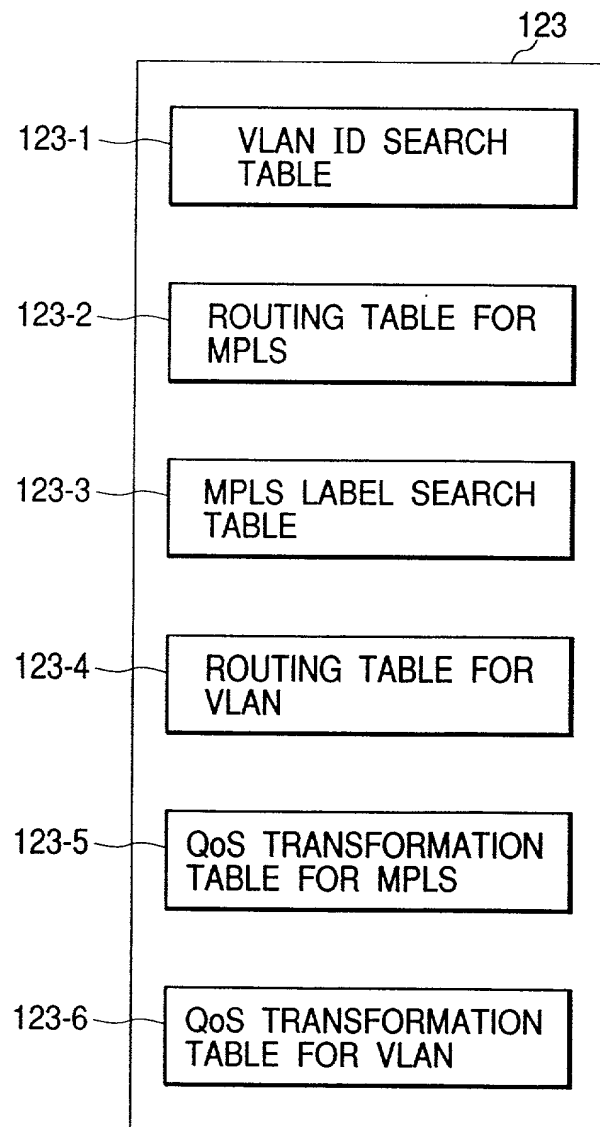 123
123-1
VLAN ID SEARCH
TABLE
123-2
ROUTING TABLE FOR
MPLS
123-3
MPLS LABEL SEARCH
TABLE
123-4
ROUTING TABLE FOR
VLAN
123-5
QoS TRANSFORMATION
TABLE FOR MPLS
123-6
QoS TRANSFORMATION
TABLE FOR VLAN